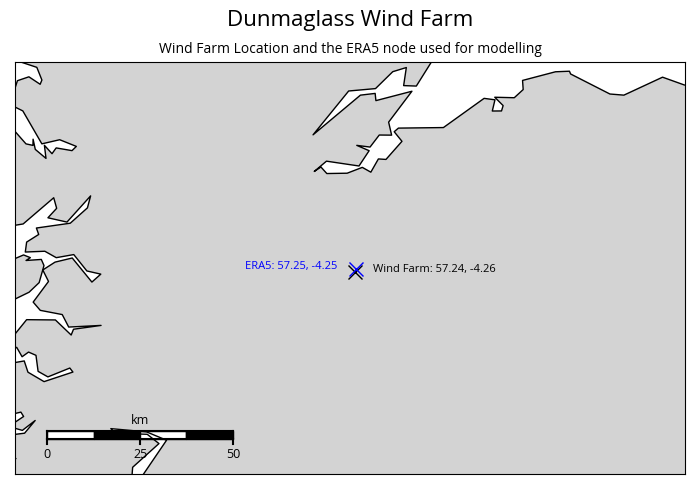 Dunmaglass Wind Farm
Wind Farm Location and the ERA5 node used for modelling
ERA5: 57.25, -4.25
Wind Farm: 57.24, -4.26
km
0 25 50